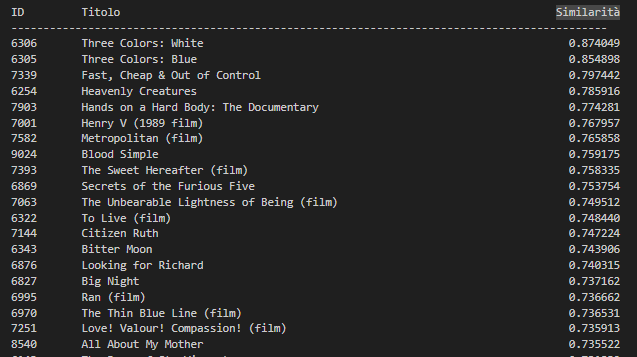 ID Titolo Similarità
------------------------------------------------------------------------------------------
6306 Three Colors: White 0.874049
6305 Three Colors: Blue 0.854898
7339 Fast, Cheap & Out of Control 0.797442
6254 Heavenly Creatures 0.785916
7903 Hands on a Hard Body: The Documentary 0.774281
7001 Henry V (1989 film) 0.767957
7582 Metropolitan (film) 0.765858
9024 Blood Simple 0.759175
7393 The Sweet Hereafter (film) 0.758335
6869 Secrets of the Furious Five 0.753754
7063 The Unbearable Lightness of Being (film) 0.749512
6322 To Live (film) 0.748440
7144 Citizen Ruth 0.747224
6343 Bitter Moon 0.743906
6876 Looking for Richard 0.740315
6827 Big Night 0.737162
6995 Ran (film) 0.736662
6970 The Thin Blue Line (film) 0.736531
7251 Love! Valour! Compassion! (film) 0.735913
8540 All About My Mother 0.735522